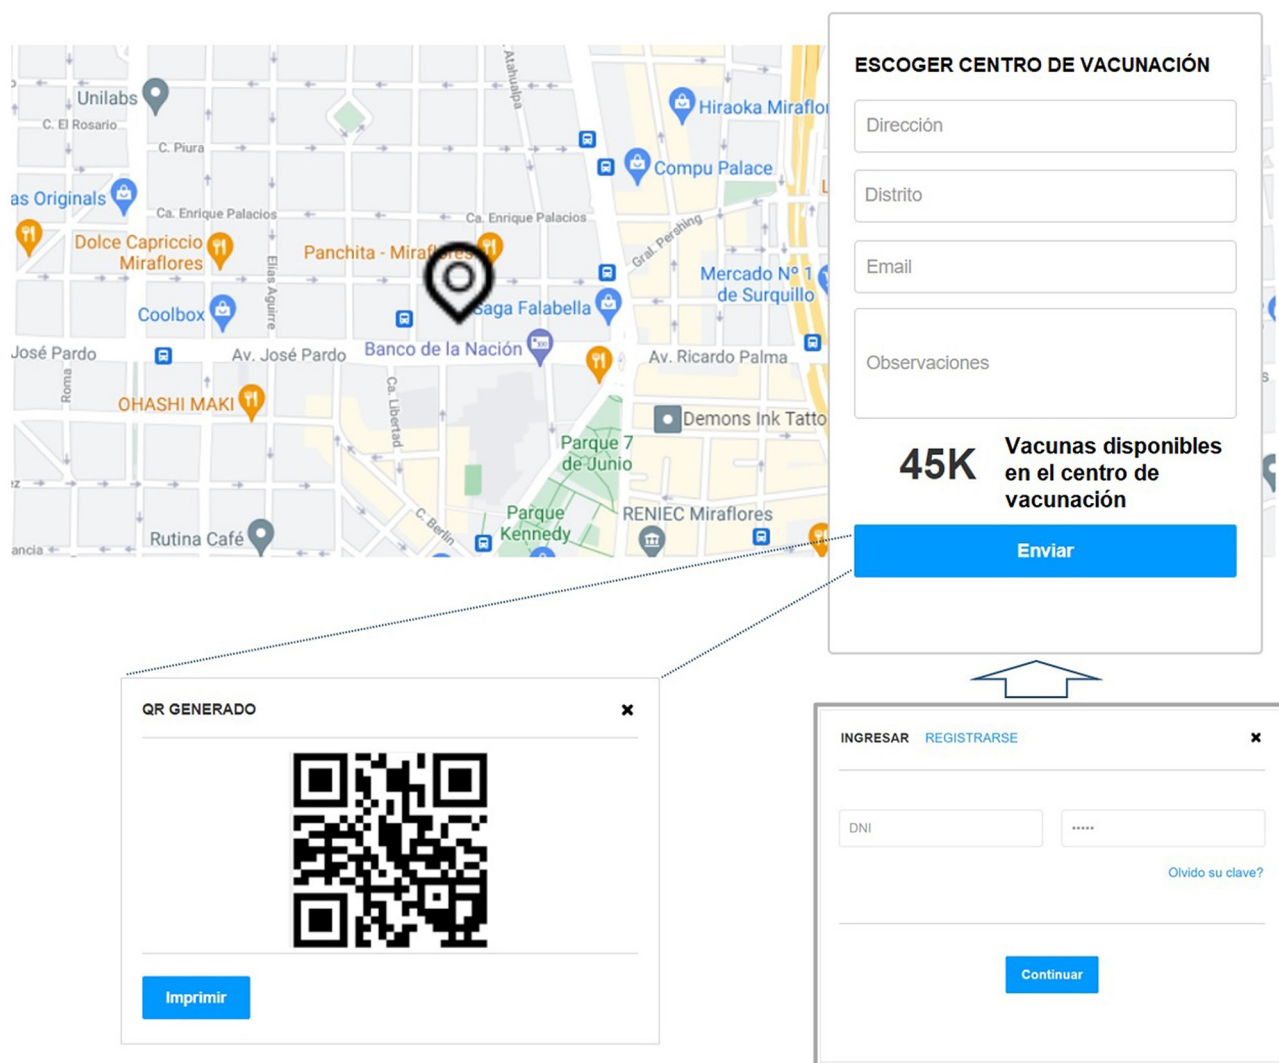 Atahualpa
Unilabs
C. El Rosario
C. Piura
Hiraoka Miraflor
Compu Palace
as Originals
Ca. Enrique Palacios
Ca. Enrique Palacios
Gral. Pershing
Dolce Capriccio
Miraflores
Panchita - Miraflores
Elías Aguirre
Mercado Nº 1
de Surquillo
Coolbox
Saga Falabella
José Pardo
Av. José Pardo
Banco de la Nación
Av. Ricardo Palma
Roma
Ca. Libertad
OHASHI MAKI
Demons Ink Tatto
Parque 7
de Junio
C. Berlin
Parque
Kennedy
RENIEC Miraflores
Rutina Café
ancia
ESCOGER CENTRO DE VACUNACIÓN
Dirección
Distrito
Email
Observaciones
45K
Vacunas disponibles
en el centro de
vacunación
Enviar
QR GENERADO
Imprimir
INGRESAR REGISTRARSE
DNI
Olvido su clave?
Continuar